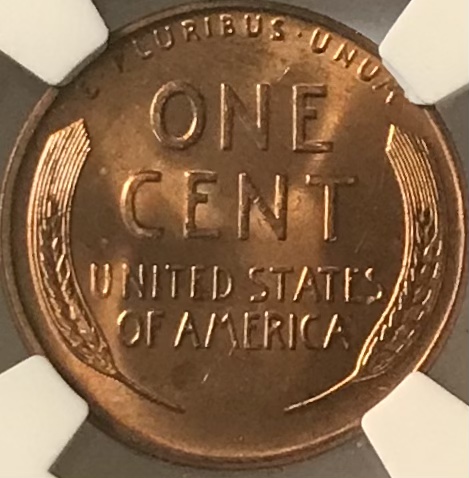 E PLURIBUS · UNUM
ONE
CENT
UNITED STATES
OF AMERICA